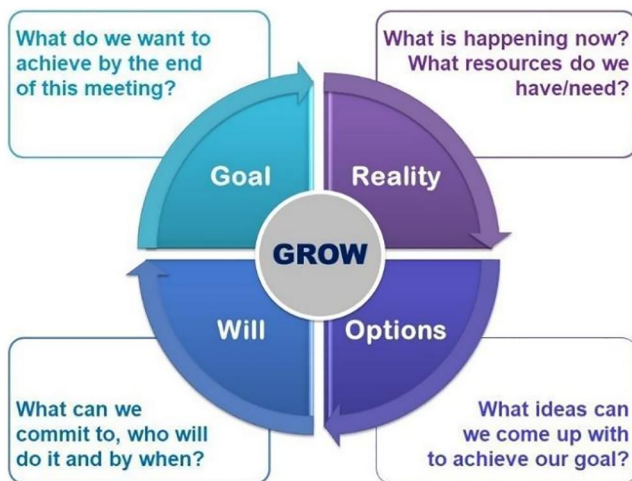 What do we want to
achieve by the end
of this meeting?
What is happening now?
What resources do we
have/need?
Goal
Reality
GROW
Will
Options
What can we
commit to, who will
do it and by when?
What ideas can
we come up with
to achieve our goal?